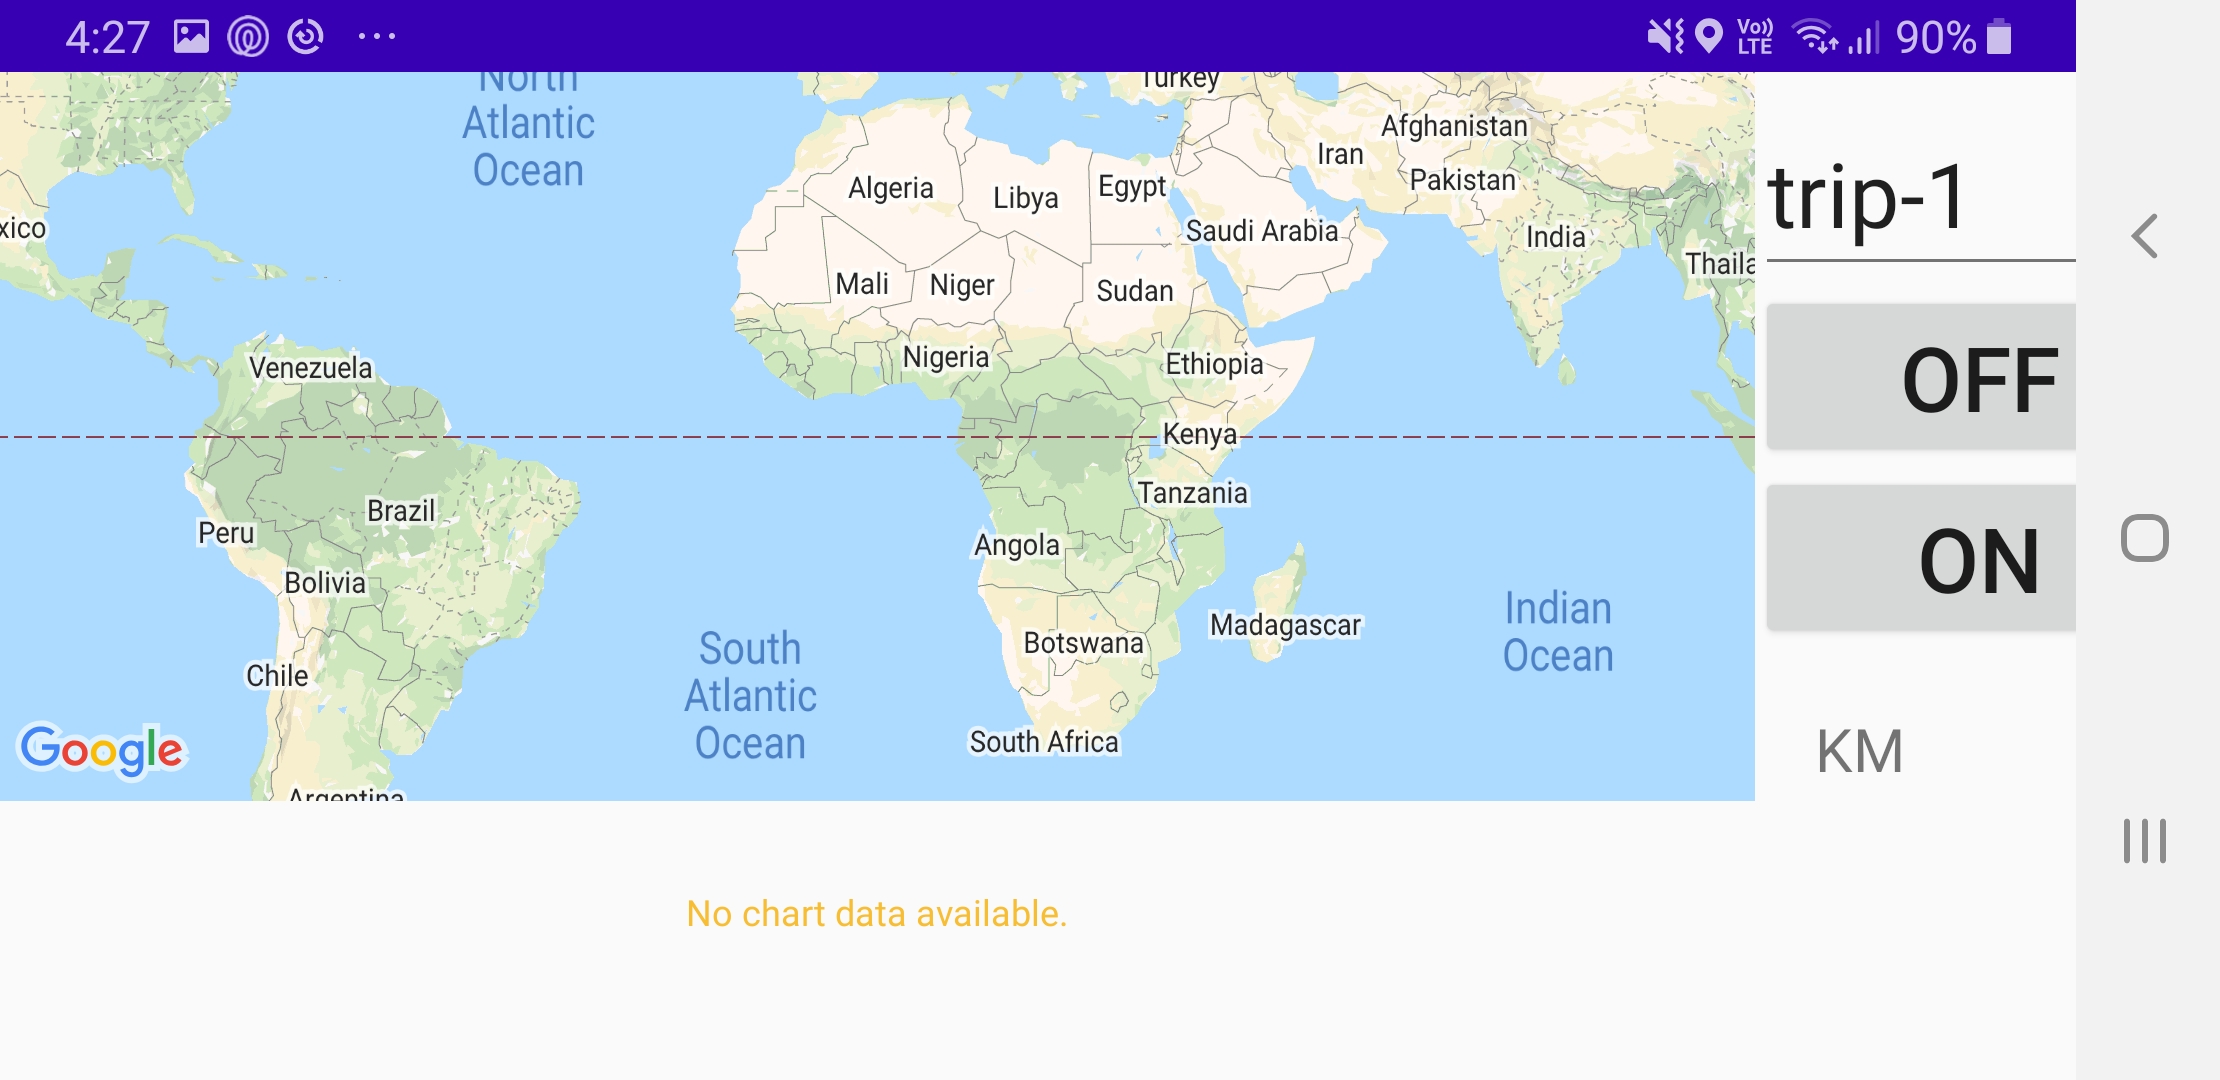 4:27
Vo)) LTE
90%
North
Atlantic
Ocean
Turkey
Afghanistan
Iran
Pakistan
Algeria
Libya
Egypt
Saudi Arabia
India
xico
Thaila
Mali
Niger
Sudan
Venezuela
Nigeria
Ethiopia
Kenya
Tanzania
Brazil
Peru
Angola
Bolivia
Indian
Ocean
Madagascar
Botswana
South
Atlantic
Ocean
Chile
South Africa
Google
Argentina
trip-1
OFF
ON
KM
No chart data available.